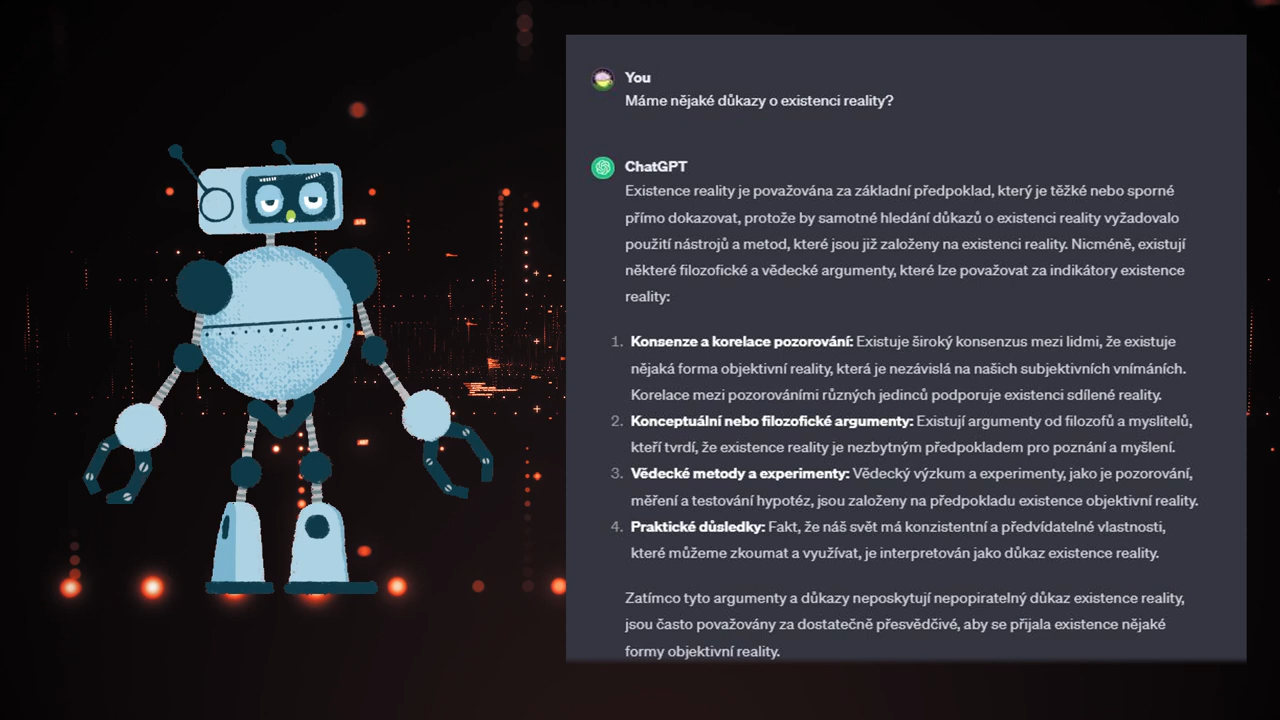 You
Máme nějaké důkazy o existenci reality?
ChatGPT
Existence reality je považována za základní předpoklad, který je těžké nebo sporné
přímo dokazovat, protože by samotné hledání důkazů o existenci reality vyžadovalo
použití nástrojů a metod, které jsou již založeny na existenci reality. Nicméně, existují
některé filozofické a vědecké argumenty, které lze považovat za indikátory existence
reality:
1. Konsenze a korelace pozorování: Existuje široký konsenzus mezi lidmi, že existuje
nějaká forma objektivní reality, která je nezávislá na našich subjektivních vnímáních.
Korelace mezi pozorováními různých jedinců podporuje existenci sdílené reality.
2. Konceptuální nebo filozofické argumenty: Existují argumenty od filozofů a myslitelů,
kteří tvrdí, že existence reality je nezbytným předpokladem pro poznání a myšlení.
3. Vědecké metody a experimenty: Vědecký výzkum a experimenty, jako je pozorování,
měření a testování hypotéz, jsou založeny na předpokladu existence objektivní reality.
4. Praktické důsledky: Fakt, že náš svět má konzistentní a předvídatelné vlastnosti,
které můžeme zkoumat a využívat, je interpretován jako důkaz existence reality.
Zatímco tyto argumenty a důkazy neposkytují nepopiratelný důkaz existence reality,
jsou často považovány za dostatečně přesvědčivé, aby se přijala existence nějaké
formy objektivní reality.